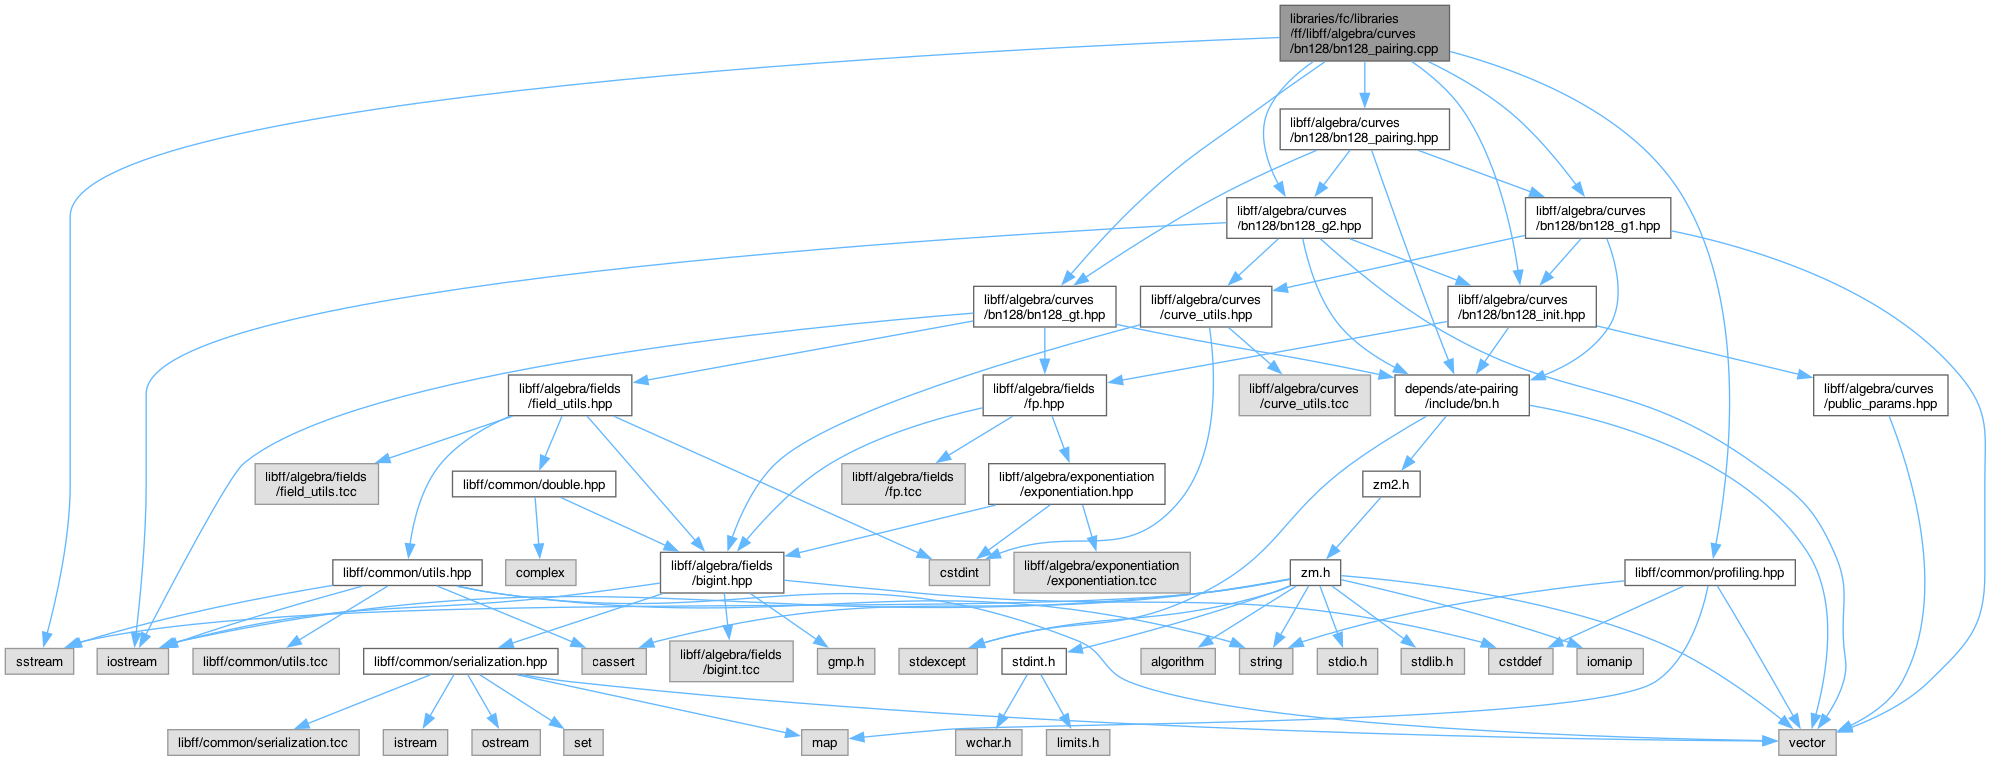 libraries/fc/libraries
/ff/libff/algebra/curves
/bn128/bn128_pairing.cpp
libff/algebra/curves
/bn128/bn128_pairing.hpp
libff/algebra/curves
/bn128/bn128_g2.hpp
libff/algebra/curves
/bn128/bn128_g1.hpp
libff/algebra/curves
/bn128/bn128_gt.hpp
libff/algebra/curves
/curve_utils.hpp
libff/algebra/curves
/bn128/bn128_init.hpp
libff/algebra/fields
/field_utils.hpp
libff/algebra/fields
/fp.hpp
libff/algebra/curves
/curve_utils.tcc
depends/ate-pairing
/include/bn.h
libff/algebra/curves
/public_params.hpp
libff/algebra/fields
/field_utils.tcc
libff/common/double.hpp
libff/algebra/fields
/fp.tcc
libff/algebra/exponentiation
/exponentiation.hpp
zm2.h
libff/common/utils.hpp
complex
libff/algebra/fields
/bigint.hpp
cstdint
libff/algebra/exponentiation
/exponentiation.tcc
zm.h
libff/common/profiling.hpp
sstream
iostream
libff/common/utils.tcc
libff/common/serialization.hpp
cassert
libff/algebra/fields
/bigint.tcc
gmp.h
stdexcept
stdint.h
algorithm
string
stdio.h
stdlib.h
cstddef
iomanip
libff/common/serialization.tcc
istream
ostream
set
map
wchar.h
limits.h
vector